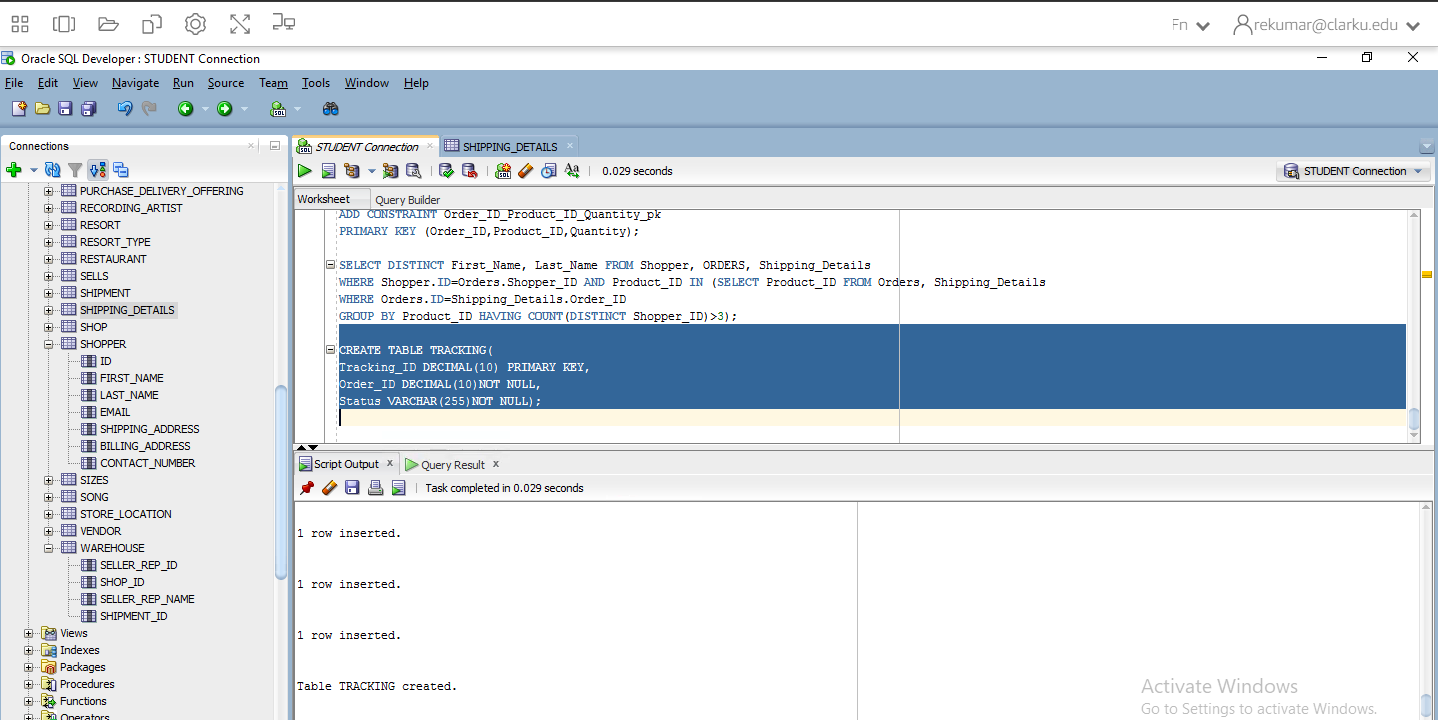 Fn
rekumar@clarku.edu
Oracle SQL Developer : STUDENT Connection
File Edit View Navigate Run Source Team Tools Window Help
Connections
PURCHASE_DELIVERY_OFFERING
RECORDING_ARTIST
RESORT
RESORT_TYPE
RESTAURANT
SELLS
SHIPMENT
SHIPPING_DETAILS
SHOP
SHOPPER
ID
FIRST_NAME
LAST_NAME
EMAIL
SHIPPING_ADDRESS
BILLING_ADDRESS
CONTACT_NUMBER
SIZES
SONG
STORE_LOCATION
VENDOR
WAREHOUSE
SELLER_REP_ID
SHOP_ID
SELLER_REP_NAME
SHIPMENT_ID
Views
Indexes
Packages
Procedures
Functions
Operators
STUDENT Connection
SHIPPING_DETAILS
0.029 seconds
STUDENT Connection
Worksheet Query Builder
ADD CONSTRAINT Order_ID_Product_ID_Quantity_pk
PRIMARY KEY (Order_ID,Product_ID,Quantity);
SELECT DISTINCT First_Name, Last_Name FROM Shopper, ORDERS, Shipping_Details
WHERE Shopper.ID=Orders.Shopper_ID AND Product_ID IN (SELECT Product_ID FROM Orders, Shipping_Details
WHERE Orders.ID=Shipping_Details.Order_ID
GROUP BY Product_ID HAVING COUNT(DISTINCT Shopper_ID)>3);
CREATE TABLE TRACKING(
Tracking_ID DECIMAL(10) PRIMARY KEY,
Order_ID DECIMAL(10)NOT NULL,
Status VARCHAR(255)NOT NULL);
Script Output Query Result
Task completed in 0.029 seconds
1 row inserted.
1 row inserted.
1 row inserted.
Table TRACKING created.
Activate Windows
Go to Settings to activate Windows.